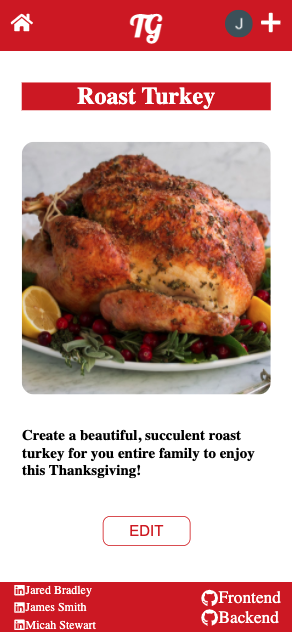 TG
J
Roast Turkey
Create a beautiful, succulent roast
turkey for you entire family to enjoy
this Thanksgiving!
EDIT
Jared Bradley
James Smith
Micah Stewart
Frontend
Backend